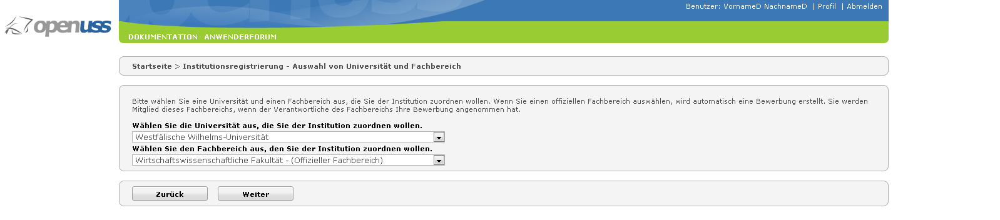 Benutzer: VornameD NachnameD | Profil | Abmelden
openuss
DOKUMENTATION ANWENDERFORUM
Startseite > Institutionsregistrierung - Auswahl von Universität und Fachbereich
Bitte wählen Sie eine Universität und einen Fachbereich aus, die Sie der Institution zuordnen wollen. Wenn Sie einen offiziellen Fachbereich auswählen, wird automatisch eine Bewerbung erstellt. Sie werden
Mitglied dieses Fachbereichs, wenn der Verantwortliche des Fachbereichs Ihre Bewerbung angenommen hat.
Wählen Sie die Universität aus, die Sie der Institution zuordnen wollen.
Westfälische Wilhelms-Universität
Wählen Sie den Fachbereich aus, den Sie der Institution zuordnen wollen.
Wirtschaftswissenschaftliche Fakultät - (Offizieller Fachbereich)
Zurück Weiter